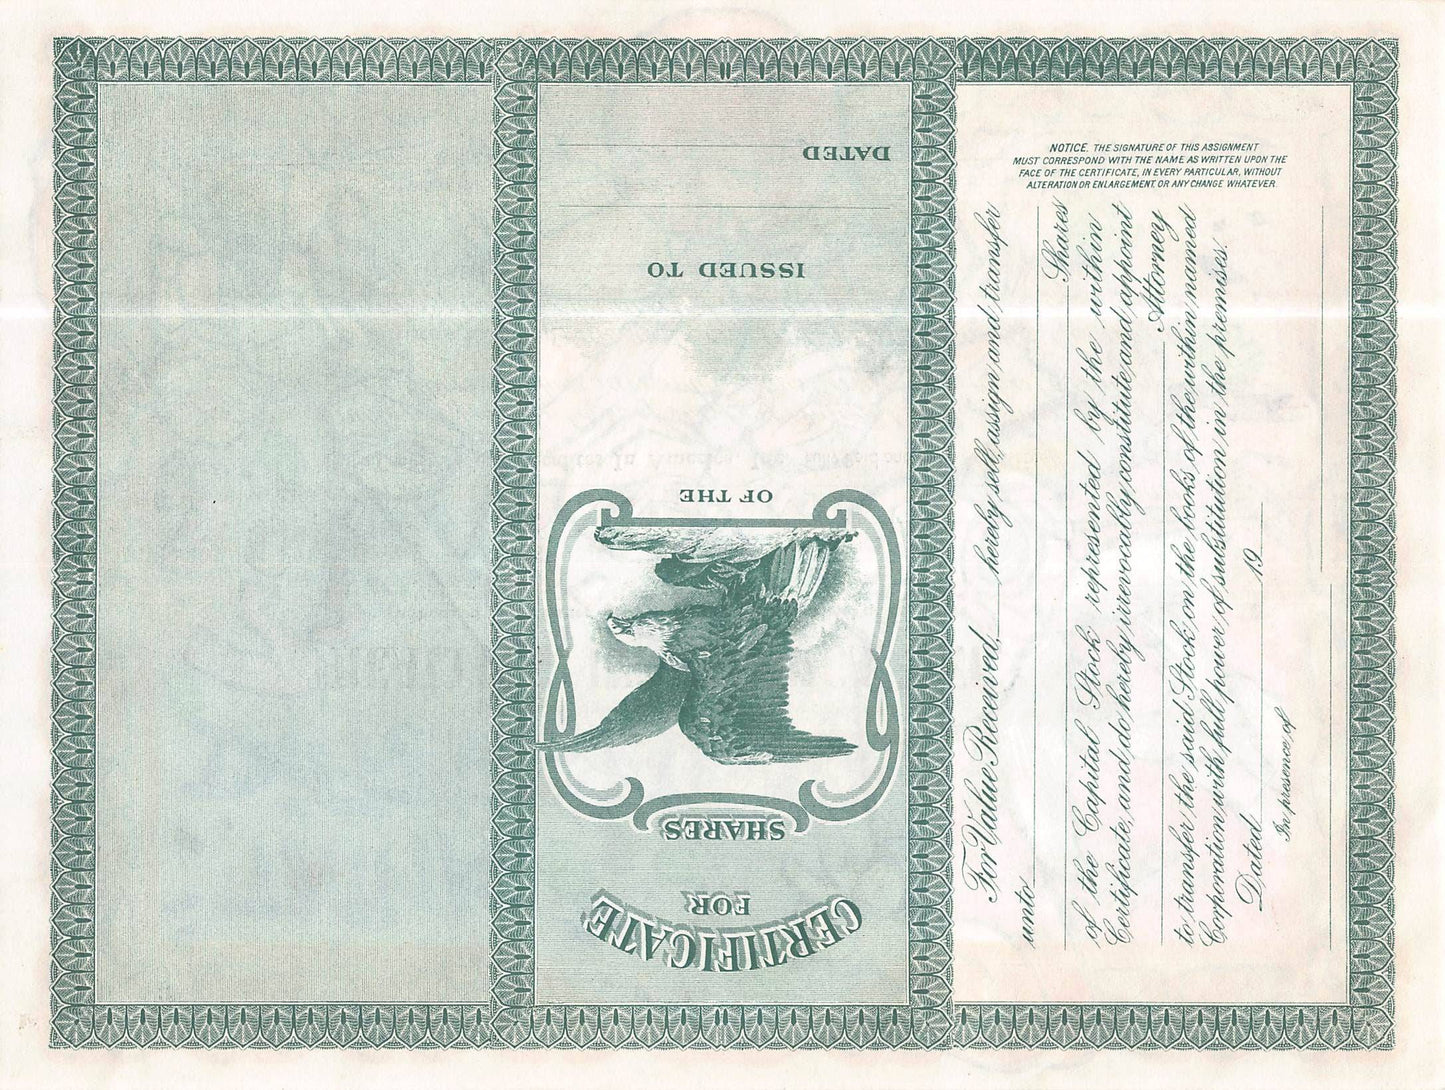 NOTICE. THE SIGNATURE OF THIS ASSIGNMENT
MUST CORRESPOND WITH THE NAME AS WRITTEN UPON THE
FACE OF THE CERTIFICATE, IN EVERY PARTICULAR, WITHOUT
ALTERATION OR ENLARGEMENT, OR ANY CHANGE WHATEVER.
For Value Received, hereby sell, assign and transfer
unto
Shares
of the Capital Stock represented by the within
Certificate, and do hereby irrevocably constitute and appoint
Attorney
to transfer the said Stock on the books of the within named
Corporation with full power of substitution in the premises.
Dated 19
In presence of
CERTIFICATE
FOR
SHARES
OF THE
ISSUED TO
DATED